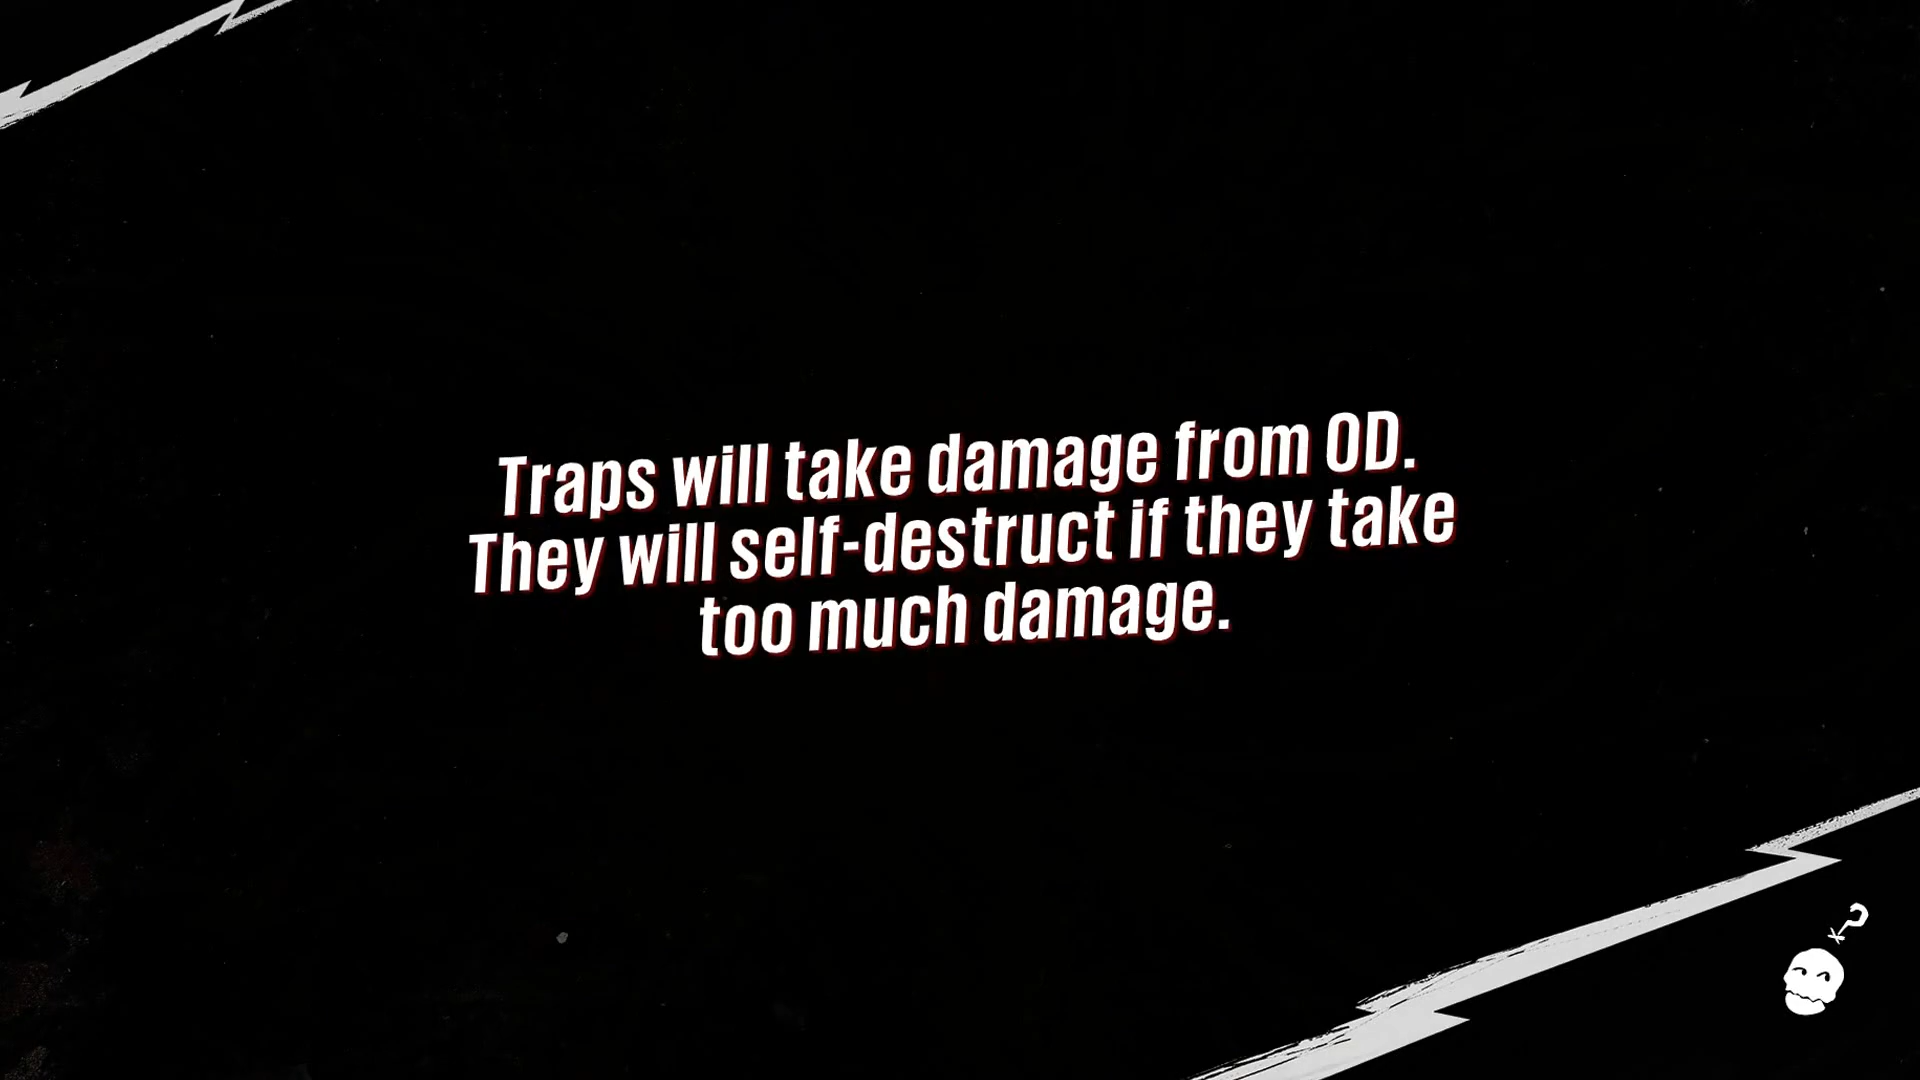 Traps will take damage from OD.
They will self-destruct if they take
too much damage.